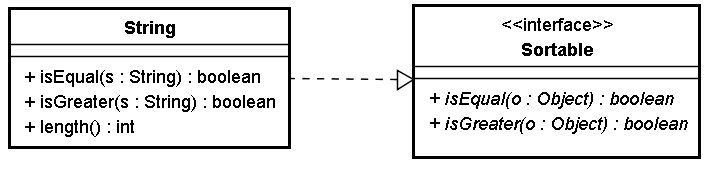 String
+ isEqual(s : String) : boolean
+ isGreater(s : String) : boolean
+ length() : int
<<interface>>
Sortable
+ isEqual(o : Object) : boolean
+ isGreater(o : Object) : boolean